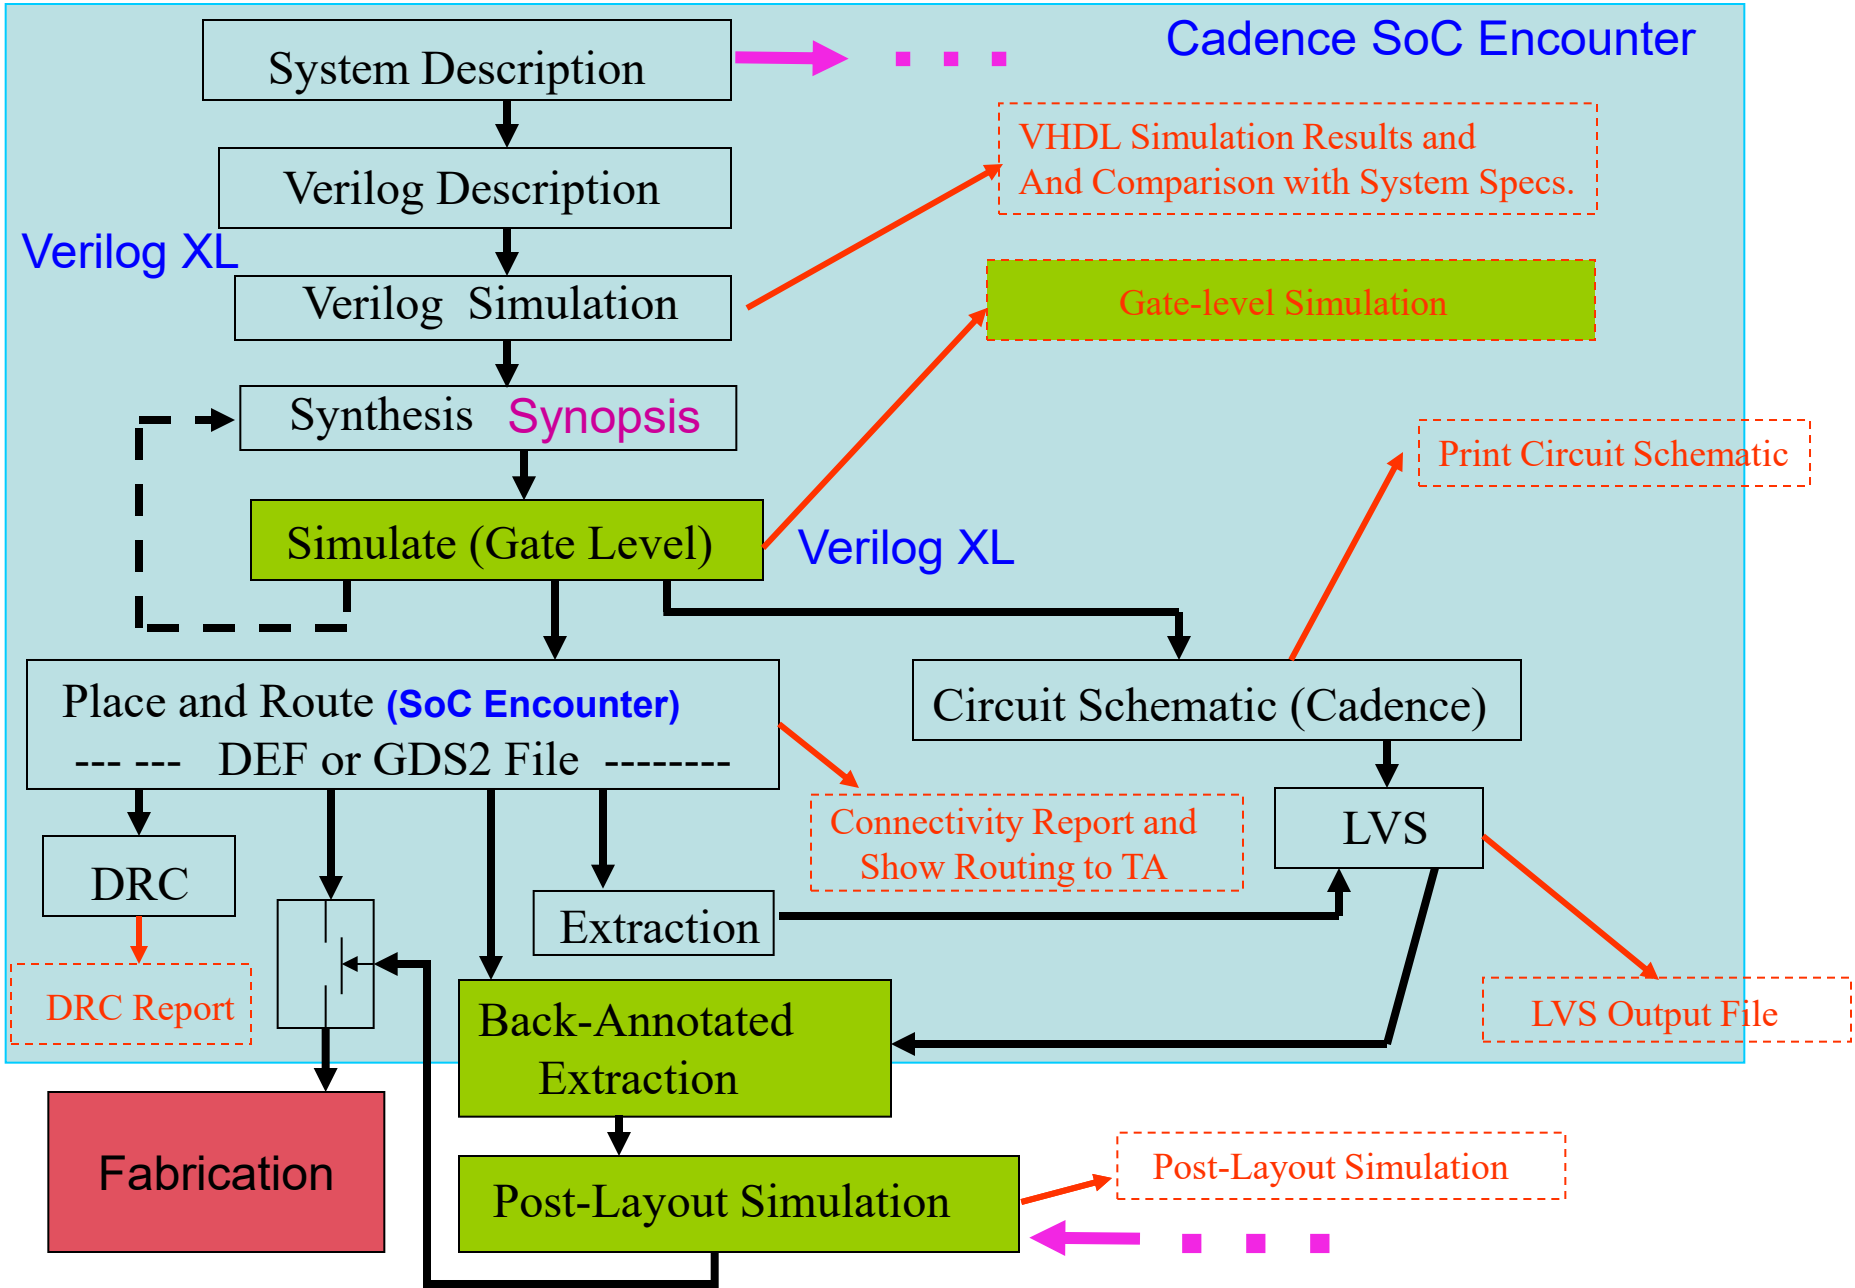 System Description
Cadence SoC Encounter
VHDL Simulation Results and
And Comparison with System Specs.
Verilog Description
Verilog XL
Verilog Simulation
Gate-level Simulation
Synthesis Synopsis
Print Circuit Schematic
Simulate (Gate Level)
Verilog XL
Place and Route (SoC Encounter)
--- --- DEF or GDS2 File --------
Circuit Schematic (Cadence)
Connectivity Report and
Show Routing to TA
LVS
DRC
Extraction
DRC Report
Back-Annotated
Extraction
LVS Output File
Fabrication
Post-Layout Simulation
Post-Layout Simulation